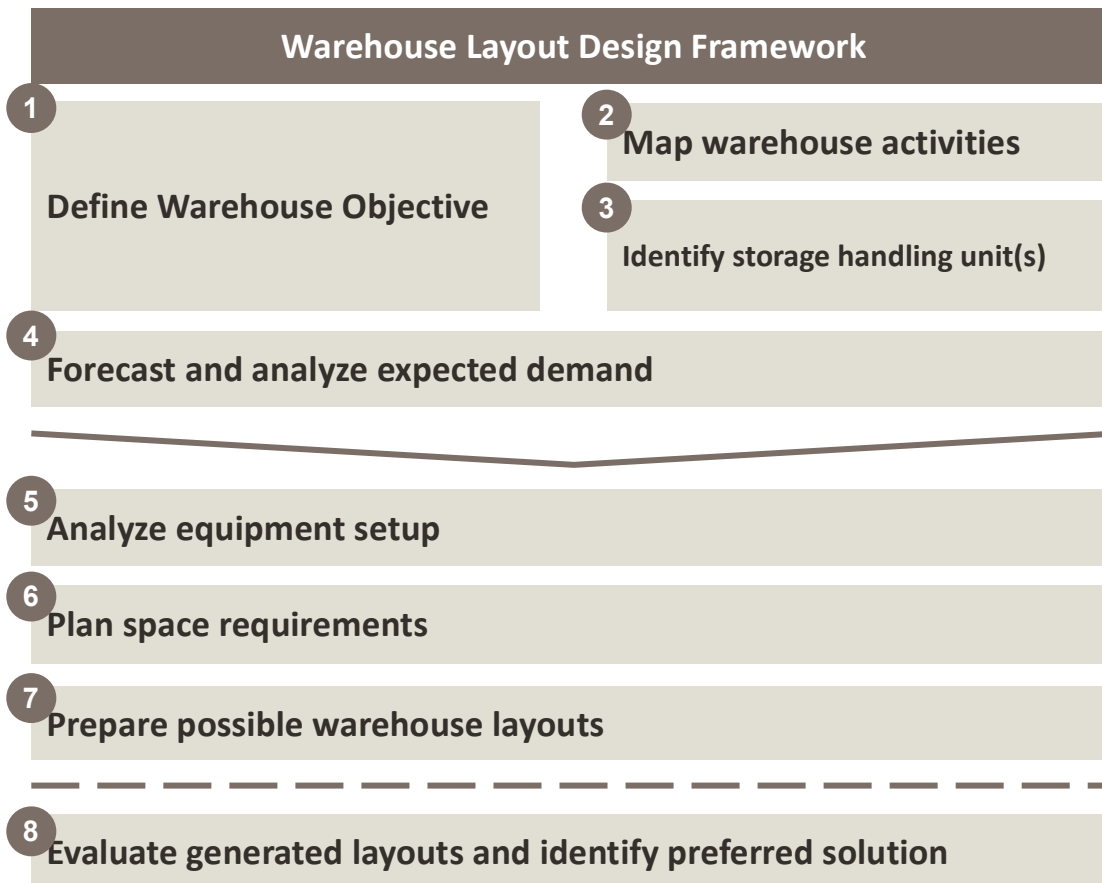 Warehouse Layout Design Framework
1
Define Warehouse Objective
2
Map warehouse activities
3
Identify storage handling unit(s)
4
Forecast and analyze expected demand
5
Analyze equipment setup
6
Plan space requirements
7
Prepare possible warehouse layouts
8
Evaluate generated layouts and identify preferred solution